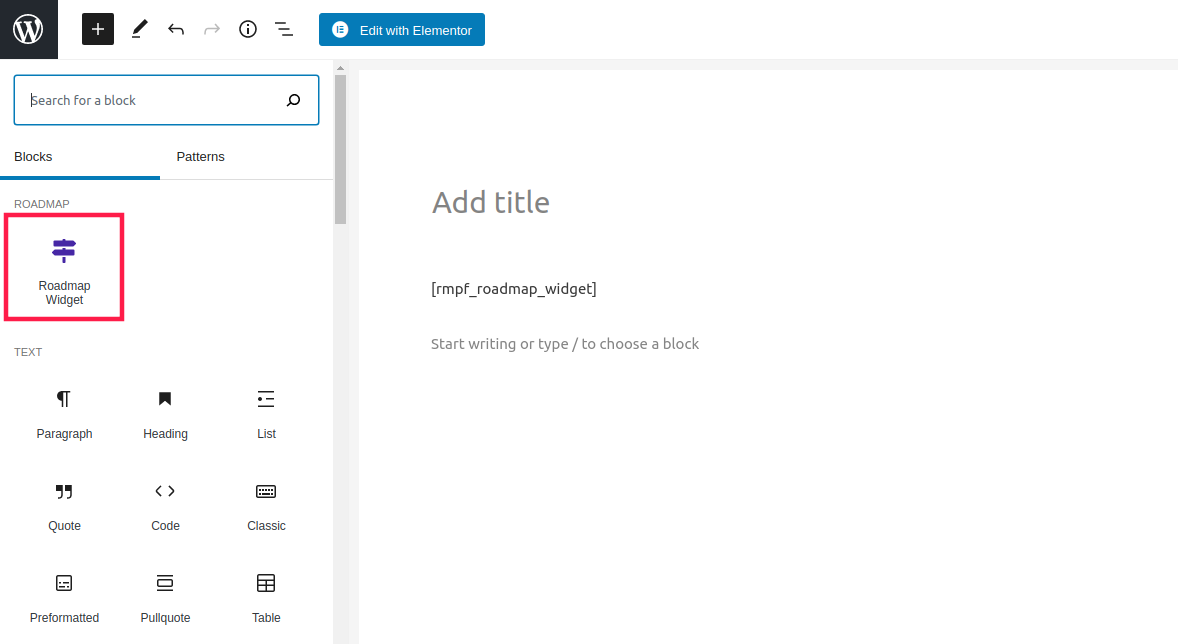 Edit with Elementor
Search for a block
Blocks Patterns
ROADMAP
Roadmap
Widget
TEXT
Paragraph Heading List
Quote Code Classic
Preformatted Pullquote Table
Add title
[rmpf_roadmap_widget]
Start writing or type / to choose a block